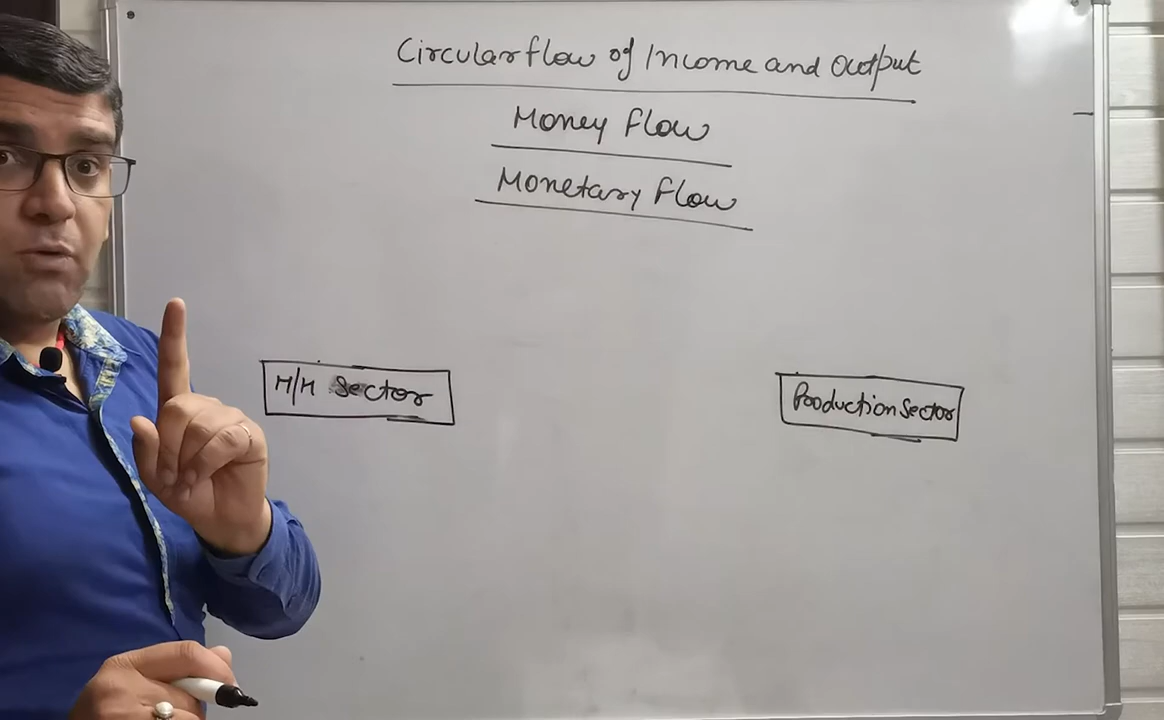 Circular flow of Income and Output
Money flow
Monetary flow
H/H Sector
Production Sector